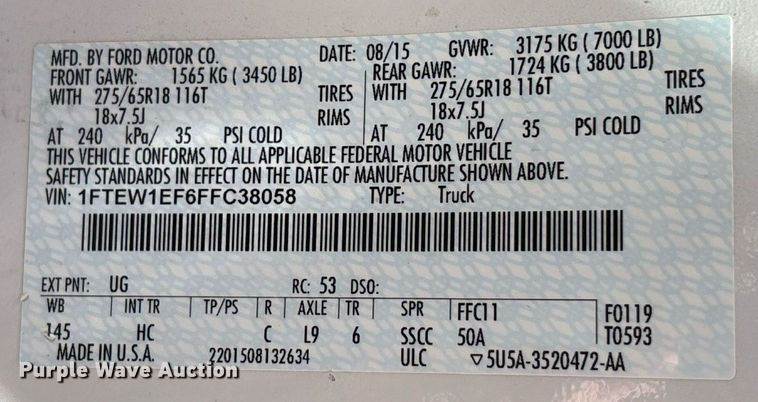 MFD. BY FORD MOTOR CO. DATE: 08/15 GVWR: 3175 KG ( 7000 LB)
FRONT GAWR: 1565 KG ( 3450 LB) REAR GAWR: 1724 KG ( 3800 LB)
WITH 275/65R18 116T TIRES WITH 275/65R18 116T TIRES
18x7.5J RIMS 18x7.5J RIMS
AT 240 kPa/ 35 PSI COLD AT 240 kPa/ 35 PSI COLD
THIS VEHICLE CONFORMS TO ALL APPLICABLE FEDERAL MOTOR VEHICLE
SAFETY STANDARDS IN EFFECT ON THE DATE OF MANUFACTURE SHOWN ABOVE.
VIN: 1FTEW1EF6FFC38058 TYPE: Truck
EXT PNT: UG RC: 53 DSO:
WB INT TR TP/PS R AXLE TR SPR FFC11 F0119
145 HC C L9 6 SSCC 50A T0593
MADE IN U.S.A. 2201508132634 ULC ▽5U5A-3520472-AA
Purple Wave Auction